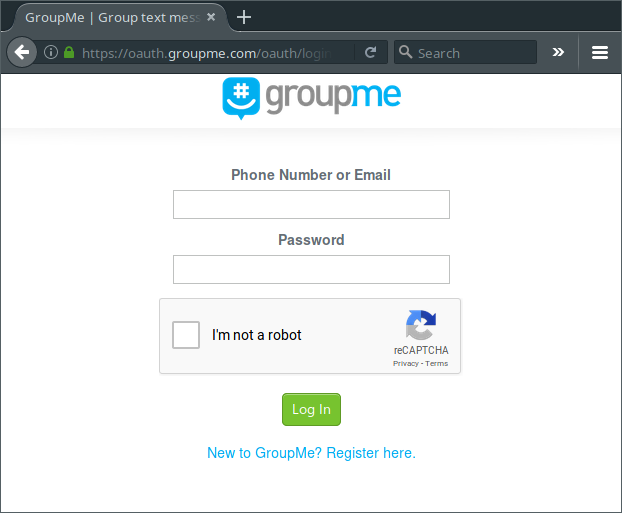 GroupMe | Group text mess
https://oauth.groupme.com/oauth/login
Search
groupme
Phone Number or Email
Password
I'm not a robot
reCAPTCHA
Privacy - Terms
Log In
New to GroupMe? Register here.